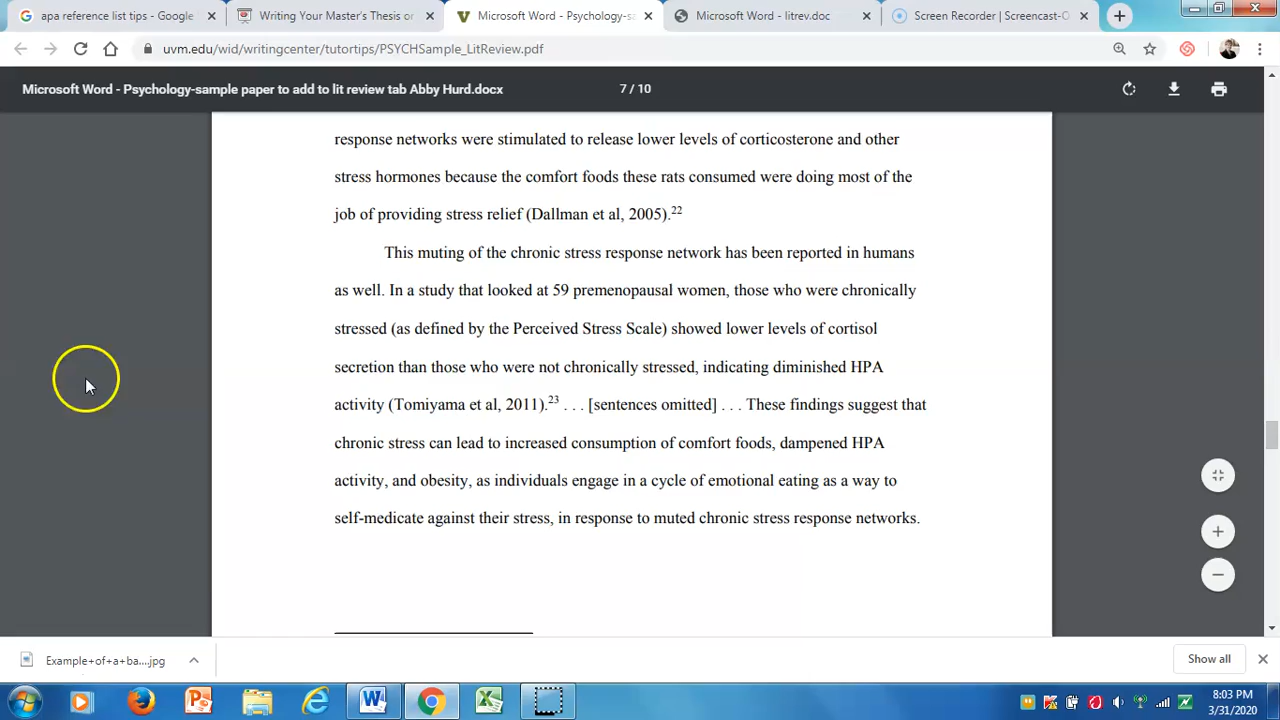 apa reference list tips - Google
Writing Your Master's Thesis or
Microsoft Word - Psychology-sa
Microsoft Word - litrev.doc
Screen Recorder | Screencast-O
uvm.edu/wid/writingcenter/tutortips/PSYCHSample_LitReview.pdf
Microsoft Word - Psychology-sample paper to add to lit review tab Abby Hurd.docx
7 / 10
response networks were stimulated to release lower levels of corticosterone and other
stress hormones because the comfort foods these rats consumed were doing most of the
job of providing stress relief (Dallman et al, 2005).22
This muting of the chronic stress response network has been reported in humans
as well. In a study that looked at 59 premenopausal women, those who were chronically
stressed (as defined by the Perceived Stress Scale) showed lower levels of cortisol
secretion than those who were not chronically stressed, indicating diminished HPA
activity (Tomiyama et al, 2011).23 . . . [sentences omitted] . . . These findings suggest that
chronic stress can lead to increased consumption of comfort foods, dampened HPA
activity, and obesity, as individuals engage in a cycle of emotional eating as a way to
self-medicate against their stress, in response to muted chronic stress response networks.
Example+of+a+ba....jpg
Show all
8:03 PM
3/31/2020